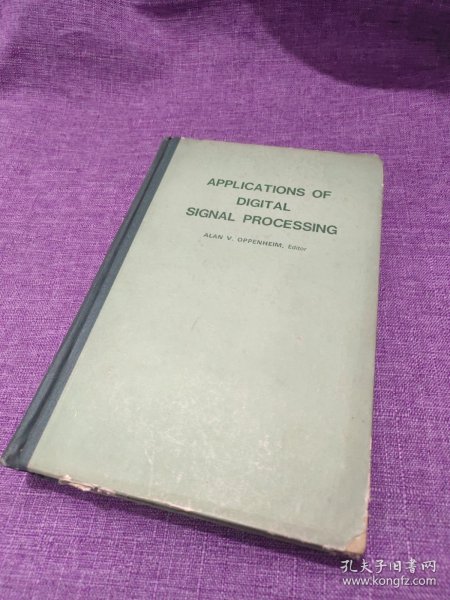 APPLICATIONS OF
DIGITAL
SIGNAL PROCESSING
ALAN V. OPPENHEIM, Editor
孔夫子旧书网
www.kongfz.com